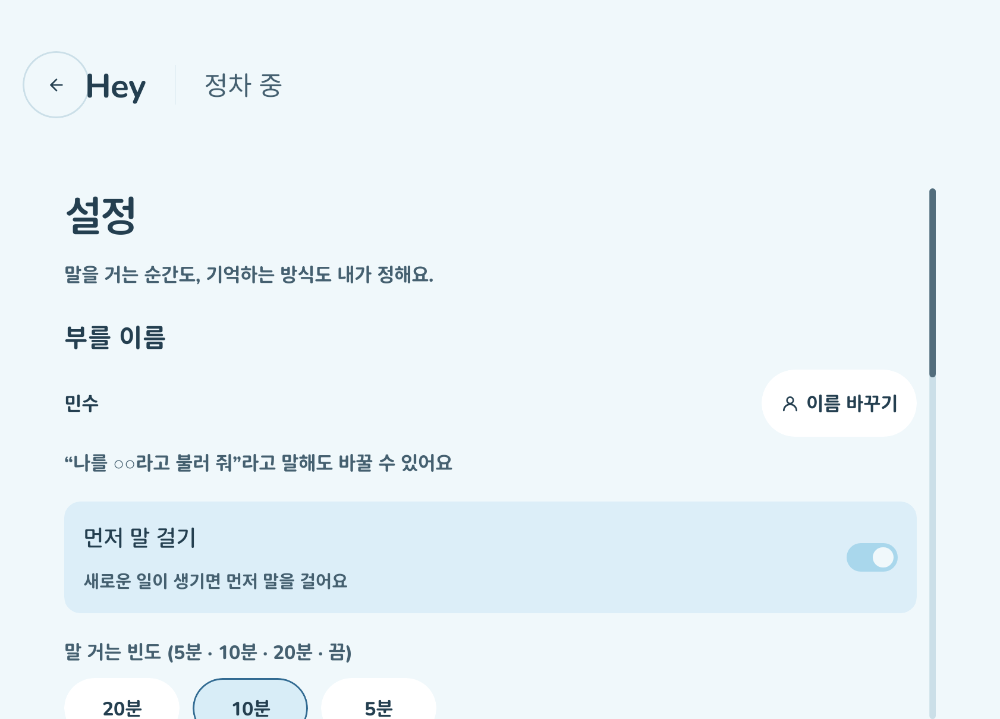 Hey
정차 중
설정
말을 거는 순간도, 기억하는 방식도 내가 정해요.
부를 이름
민수
이름 바꾸기
“나를 ○○라고 불러 줘”라고 말해도 바꿀 수 있어요
먼저 말 걸기
새로운 일이 생기면 먼저 말을 걸어요
말 거는 빈도 (5분 · 10분 · 20분 · 끔)
20분
10분
5분